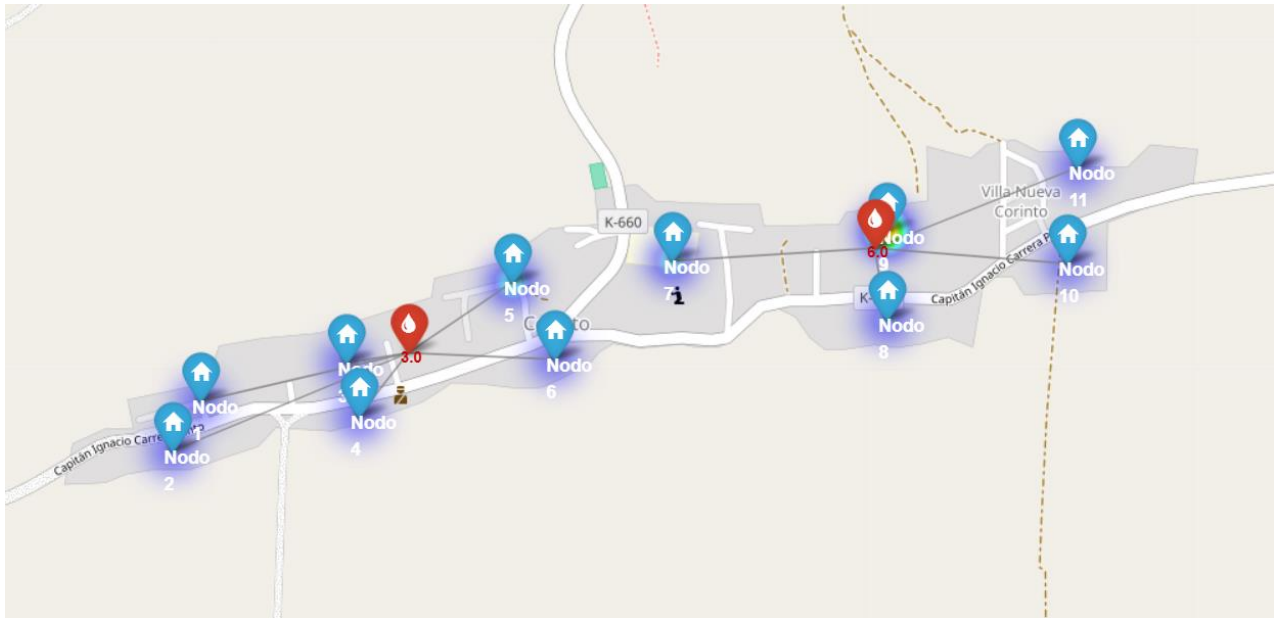 Nodo
11
Villa Nueva
Corinto
K-660
Nodo
9
6.0
Nodo
7
Nodo
10
Capitán Ignacio Carrera P
K-
Nodo
8
Nodo
5
Nodo
6
3.0
Nodo
3
Nodo
4
Nodo
1
Capitán Ignacio Carrera Pinto
Nodo
2